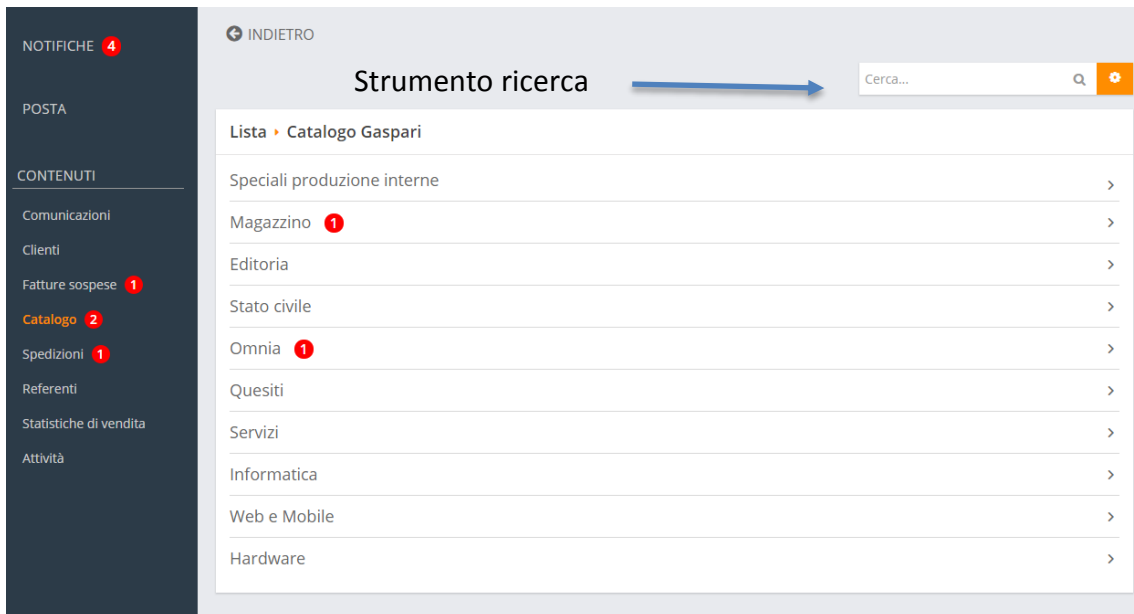 NOTIFICHE 4
POSTA
CONTENUTI
Comunicazioni
Clienti
Fatture sospese 1
Catalogo 2
Spedizioni 1
Referenti
Statistiche di vendita
Attività
INDIETRO
Strumento ricerca
Cerca...
Lista Catalogo Gaspari
Speciali produzione interne
Magazzino 1
Editoria
Stato civile
Omnia 1
Quesiti
Servizi
Informatica
Web e Mobile
Hardware